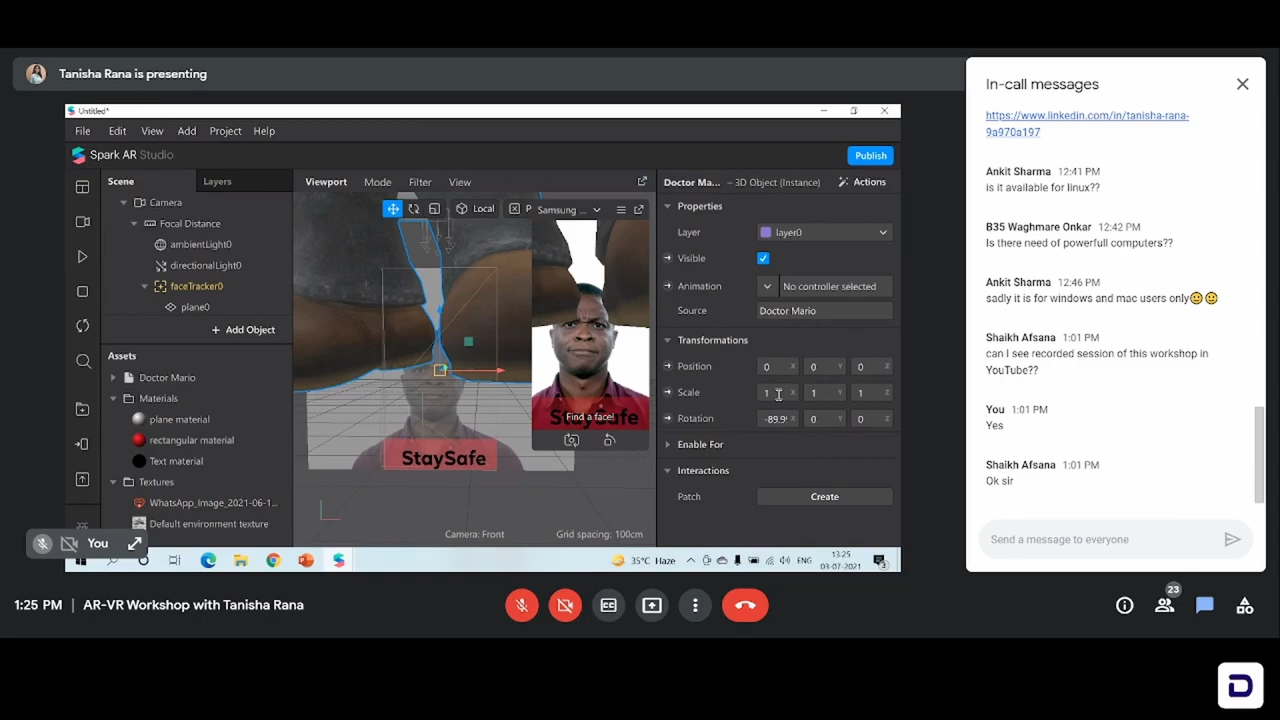 Tanisha Rana is presenting
Untitled*
File Edit View Add Project Help
Spark AR Studio
Publish
Scene
Layers
Camera
Focal Distance
ambientLight0
directionalLight0
faceTracker0
plane0
+ Add Object
Assets
Doctor Mario
Materials
plane material
rectangular material
Text material
Textures
WhatsApp_Image_2021-06-1...
Default environment texture
Viewport Mode Filter View
Local
P
Samsung ...
StaySafe
StaySafe
Find a face!
Camera: Front
Grid spacing: 100cm
Doctor Ma... – 3D Object (Instance)
Actions
Properties
Layer layer0
Visible
Animation No controller selected
Source Doctor Mario
Transformations
Position 0 X 0 Y 0 Z
Scale 1 X 1 Y 1 Z
Rotation -89.9 X 0 Y 0 Z
Enable For
Interactions
Patch Create
You
35°C Haze
ENG
13:25
03-07-2021
3
1:25 PM | AR-VR Workshop with Tanisha Rana
In-call messages
https://www.linkedin.com/in/tanisha-rana-
9a970a197
Ankit Sharma 12:41 PM
is it available for linux??
B35 Waghmare Onkar 12:42 PM
Is there need of powerfull computers??
Ankit Sharma 12:46 PM
sadly it is for windows and mac users only
Shaikh Afsana 1:01 PM
can I see recorded session of this workshop in
YouTube??
You 1:01 PM
Yes
Shaikh Afsana 1:01 PM
Ok sir
Send a message to everyone
23
D